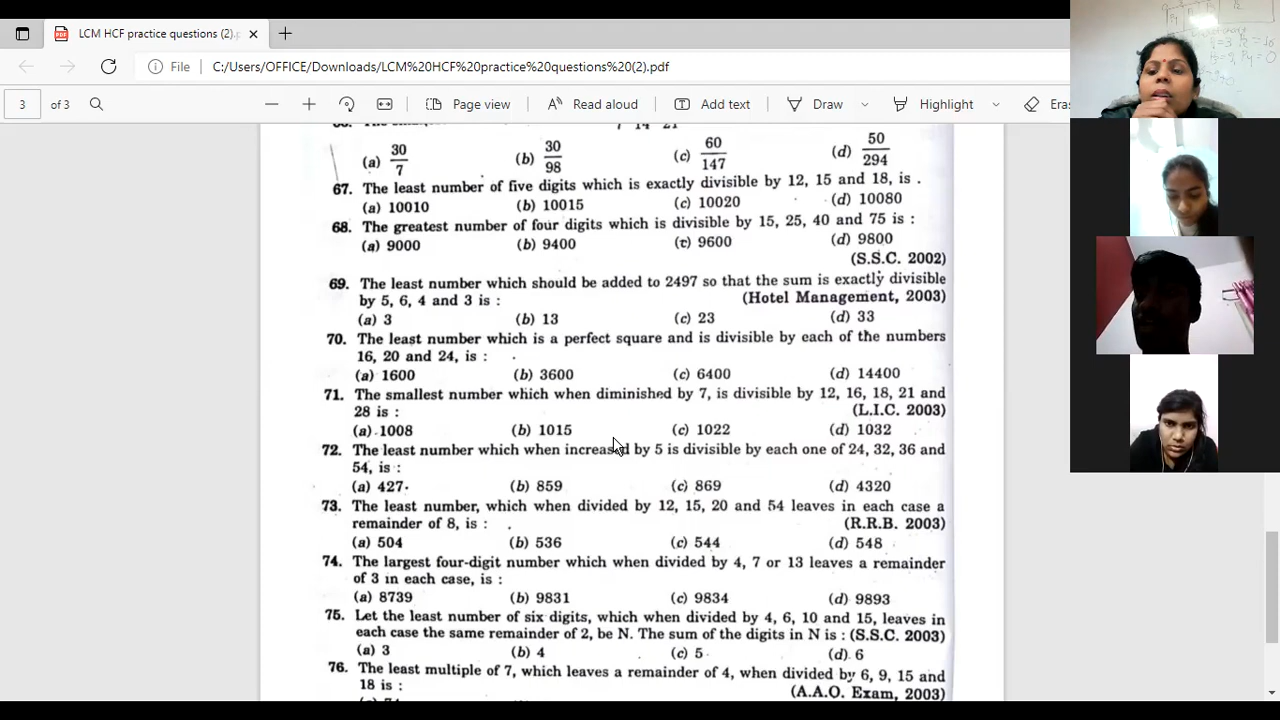 LCM HCF practice questions (2).p
File C:/Users/OFFICE/Downloads/LCM%20HCF%20practice%20questions%20(2).pdf
3 of 3 Page view Read aloud Add text Draw Highlight Eras
7 14 21
(a) 30/7 (b) 30/98 (c) 60/147 (d) 50/294
67. The least number of five digits which is exactly divisible by 12, 15 and 18, is .
(a) 10010 (b) 10015 (c) 10020 (d) 10080
68. The greatest number of four digits which is divisible by 15, 25, 40 and 75 is :
(a) 9000 (b) 9400 (c) 9600 (d) 9800
(S.S.C. 2002)
69. The least number which should be added to 2497 so that the sum is exactly divisible
by 5, 6, 4 and 3 is : (Hotel Management, 2003)
(a) 3 (b) 13 (c) 23 (d) 33
70. The least number which is a perfect square and is divisible by each of the numbers
16, 20 and 24, is :
(a) 1600 (b) 3600 (c) 6400 (d) 14400
71. The smallest number which when diminished by 7, is divisible by 12, 16, 18, 21 and
28 is : (L.I.C. 2003)
(a) 1008 (b) 1015 (c) 1022 (d) 1032
72. The least number which when increased by 5 is divisible by each one of 24, 32, 36 and
54, is :
(a) 427 (b) 859 (c) 869 (d) 4320
73. The least number, which when divided by 12, 15, 20 and 54 leaves in each case a
remainder of 8, is : (R.R.B. 2003)
(a) 504 (b) 536 (c) 544 (d) 548
74. The largest four-digit number which when divided by 4, 7 or 13 leaves a remainder
of 3 in each case, is :
(a) 8739 (b) 9831 (c) 9834 (d) 9893
75. Let the least number of six digits, which when divided by 4, 6, 10 and 15, leaves in
each case the same remainder of 2, be N. The sum of the digits in N is : (S.S.C. 2003)
(a) 3 (b) 4 (c) 5 (d) 6
76. The least multiple of 7, which leaves a remainder of 4, when divided by 6, 9, 15 and
18 is : (A.A.O. Exam, 2003)